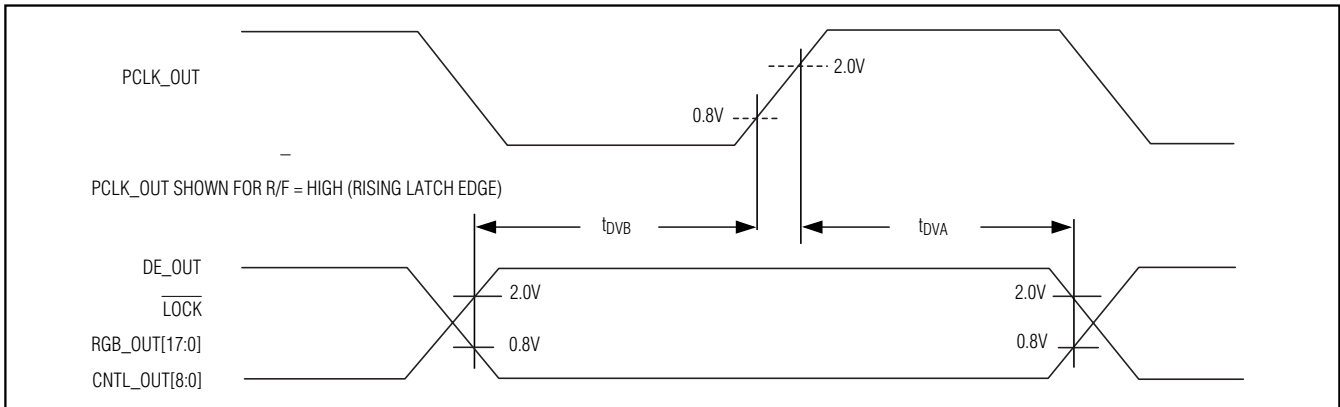 PCLK_OUT
2.0V
0.8V
PCLK_OUT SHOWN FOR R/F̅ = HIGH (RISING LATCH EDGE)
tDVB
tDVA
DE_OUT
L̅O̅C̅K̅
2.0V
2.0V
RGB_OUT[17:0]
0.8V
0.8V
CNTL_OUT[8:0]